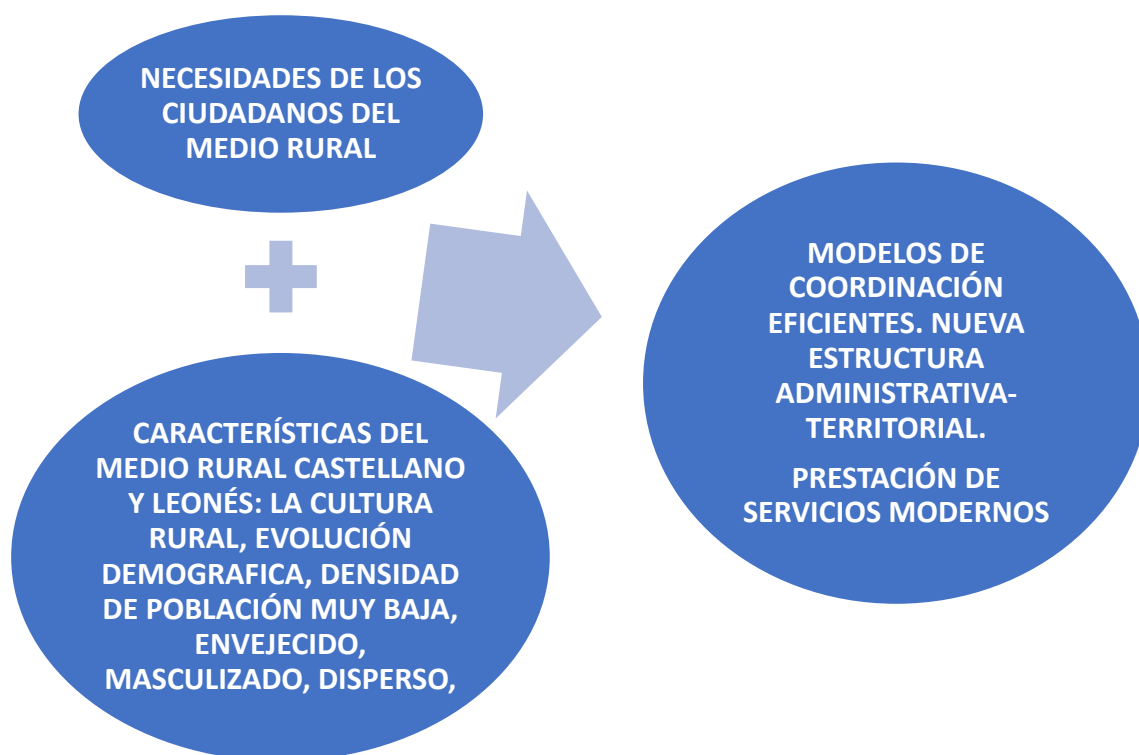 NECESIDADES DE LOS
CIUDADANOS DEL
MEDIO RURAL
CARACTERÍSTICAS DEL
MEDIO RURAL CASTELLANO
Y LEONÉS: LA CULTURA
RURAL, EVOLUCIÓN
DEMOGRAFICA, DENSIDAD
DE POBLACIÓN MUY BAJA,
ENVEJECIDO,
MASCULIZADO, DISPERSO,
MODELOS DE
COORDINACIÓN
EFICIENTES. NUEVA
ESTRUCTURA
ADMINISTRATIVA-
TERRITORIAL.
PRESTACIÓN DE
SERVICIOS MODERNOS